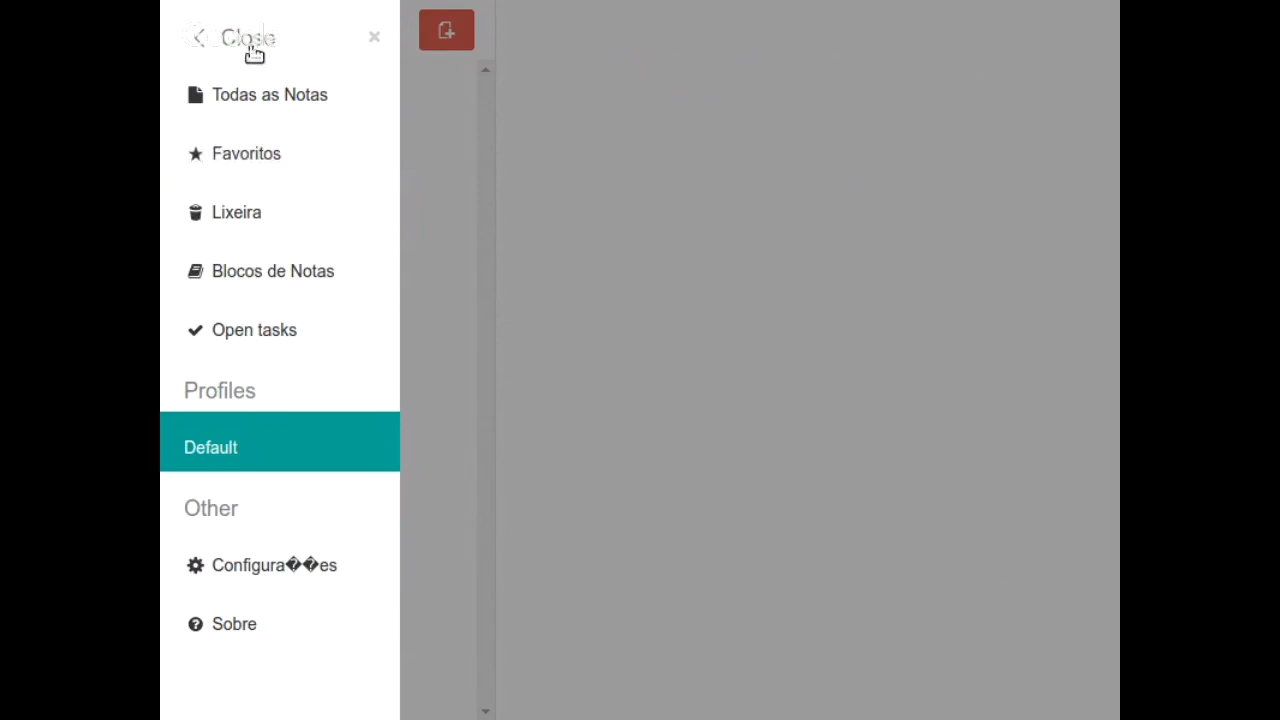 Close ×
Todas as Notas
Favoritos
Lixeira
Blocos de Notas
Open tasks
Profiles
Default
Other
Configura��es
Sobre